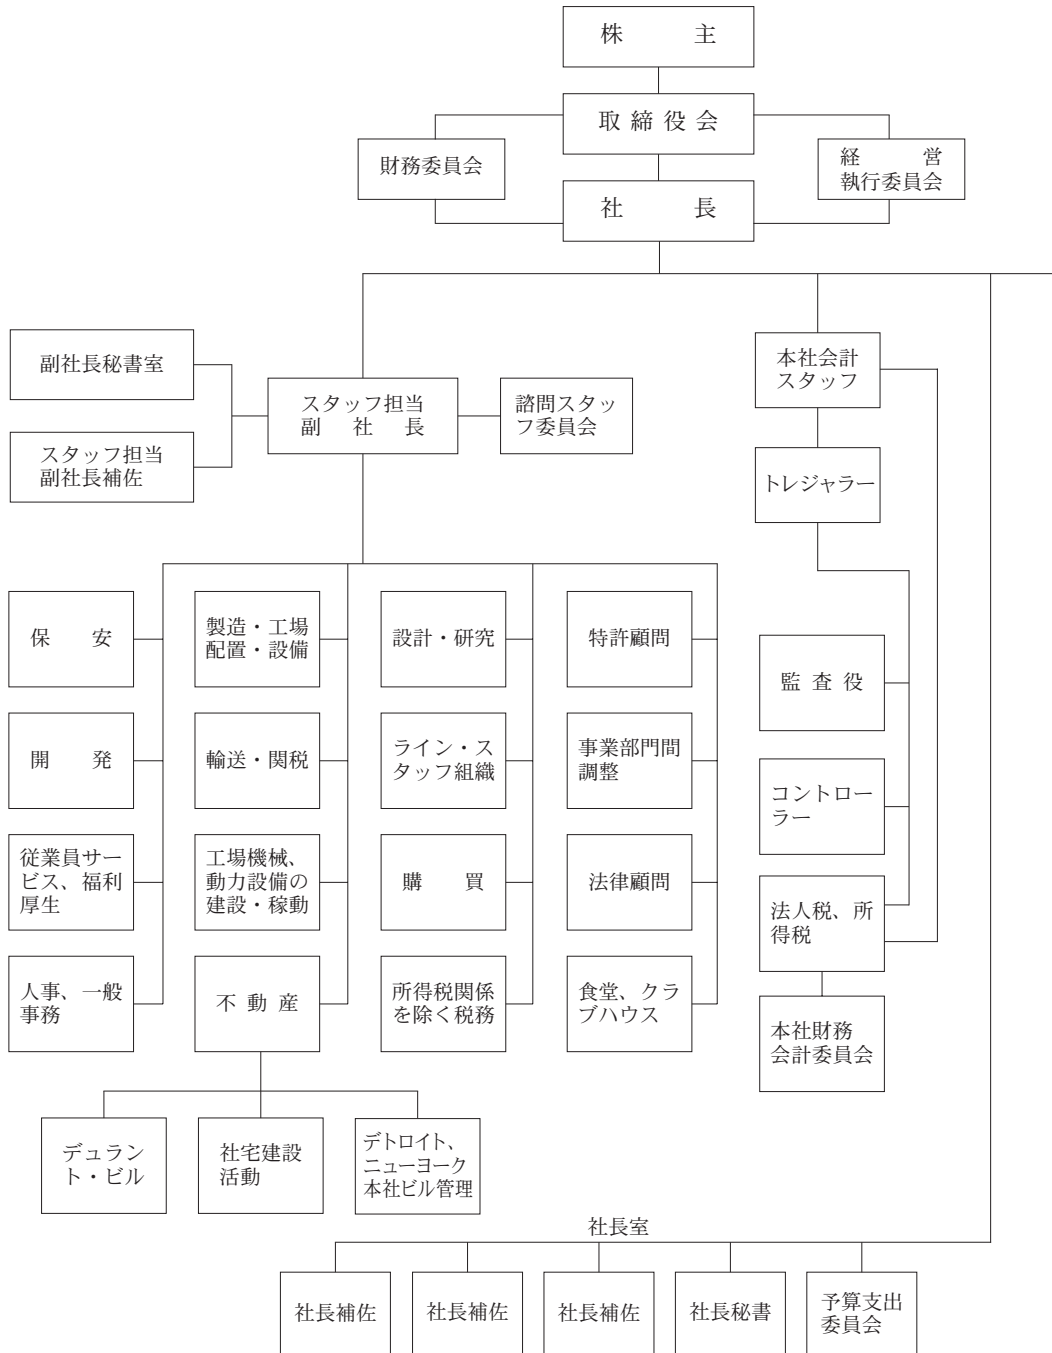 株　主
取締役会
財務委員会
経　営
執行委員会
社　長
副社長秘書室
スタッフ担当
副社長補佐
スタッフ担当
副　社　長
諮問スタッ
フ委員会
本社会計
スタッフ
トレジャラー
保　安
製造・工場
配置・設備
設計・研究
特許顧問
監査役
開　発
輸送・関税
ライン・ス
タッフ組織
事業部門間
調整
コントロー
ラー
従業員サー
ビス、福利
厚生
工場機械、
動力設備の
建設・稼動
購　買
法律顧問
法人税、所
得税
人事、一般
事務
不動産
所得税関係
を除く税務
食堂、クラ
ブハウス
本社財務
会計委員会
デュラン
ト・ビル
社宅建設
活動
デトロイト、
ニューヨーク
本社ビル管理
社長室
社長補佐
社長補佐
社長補佐
社長秘書
予算支出
委員会